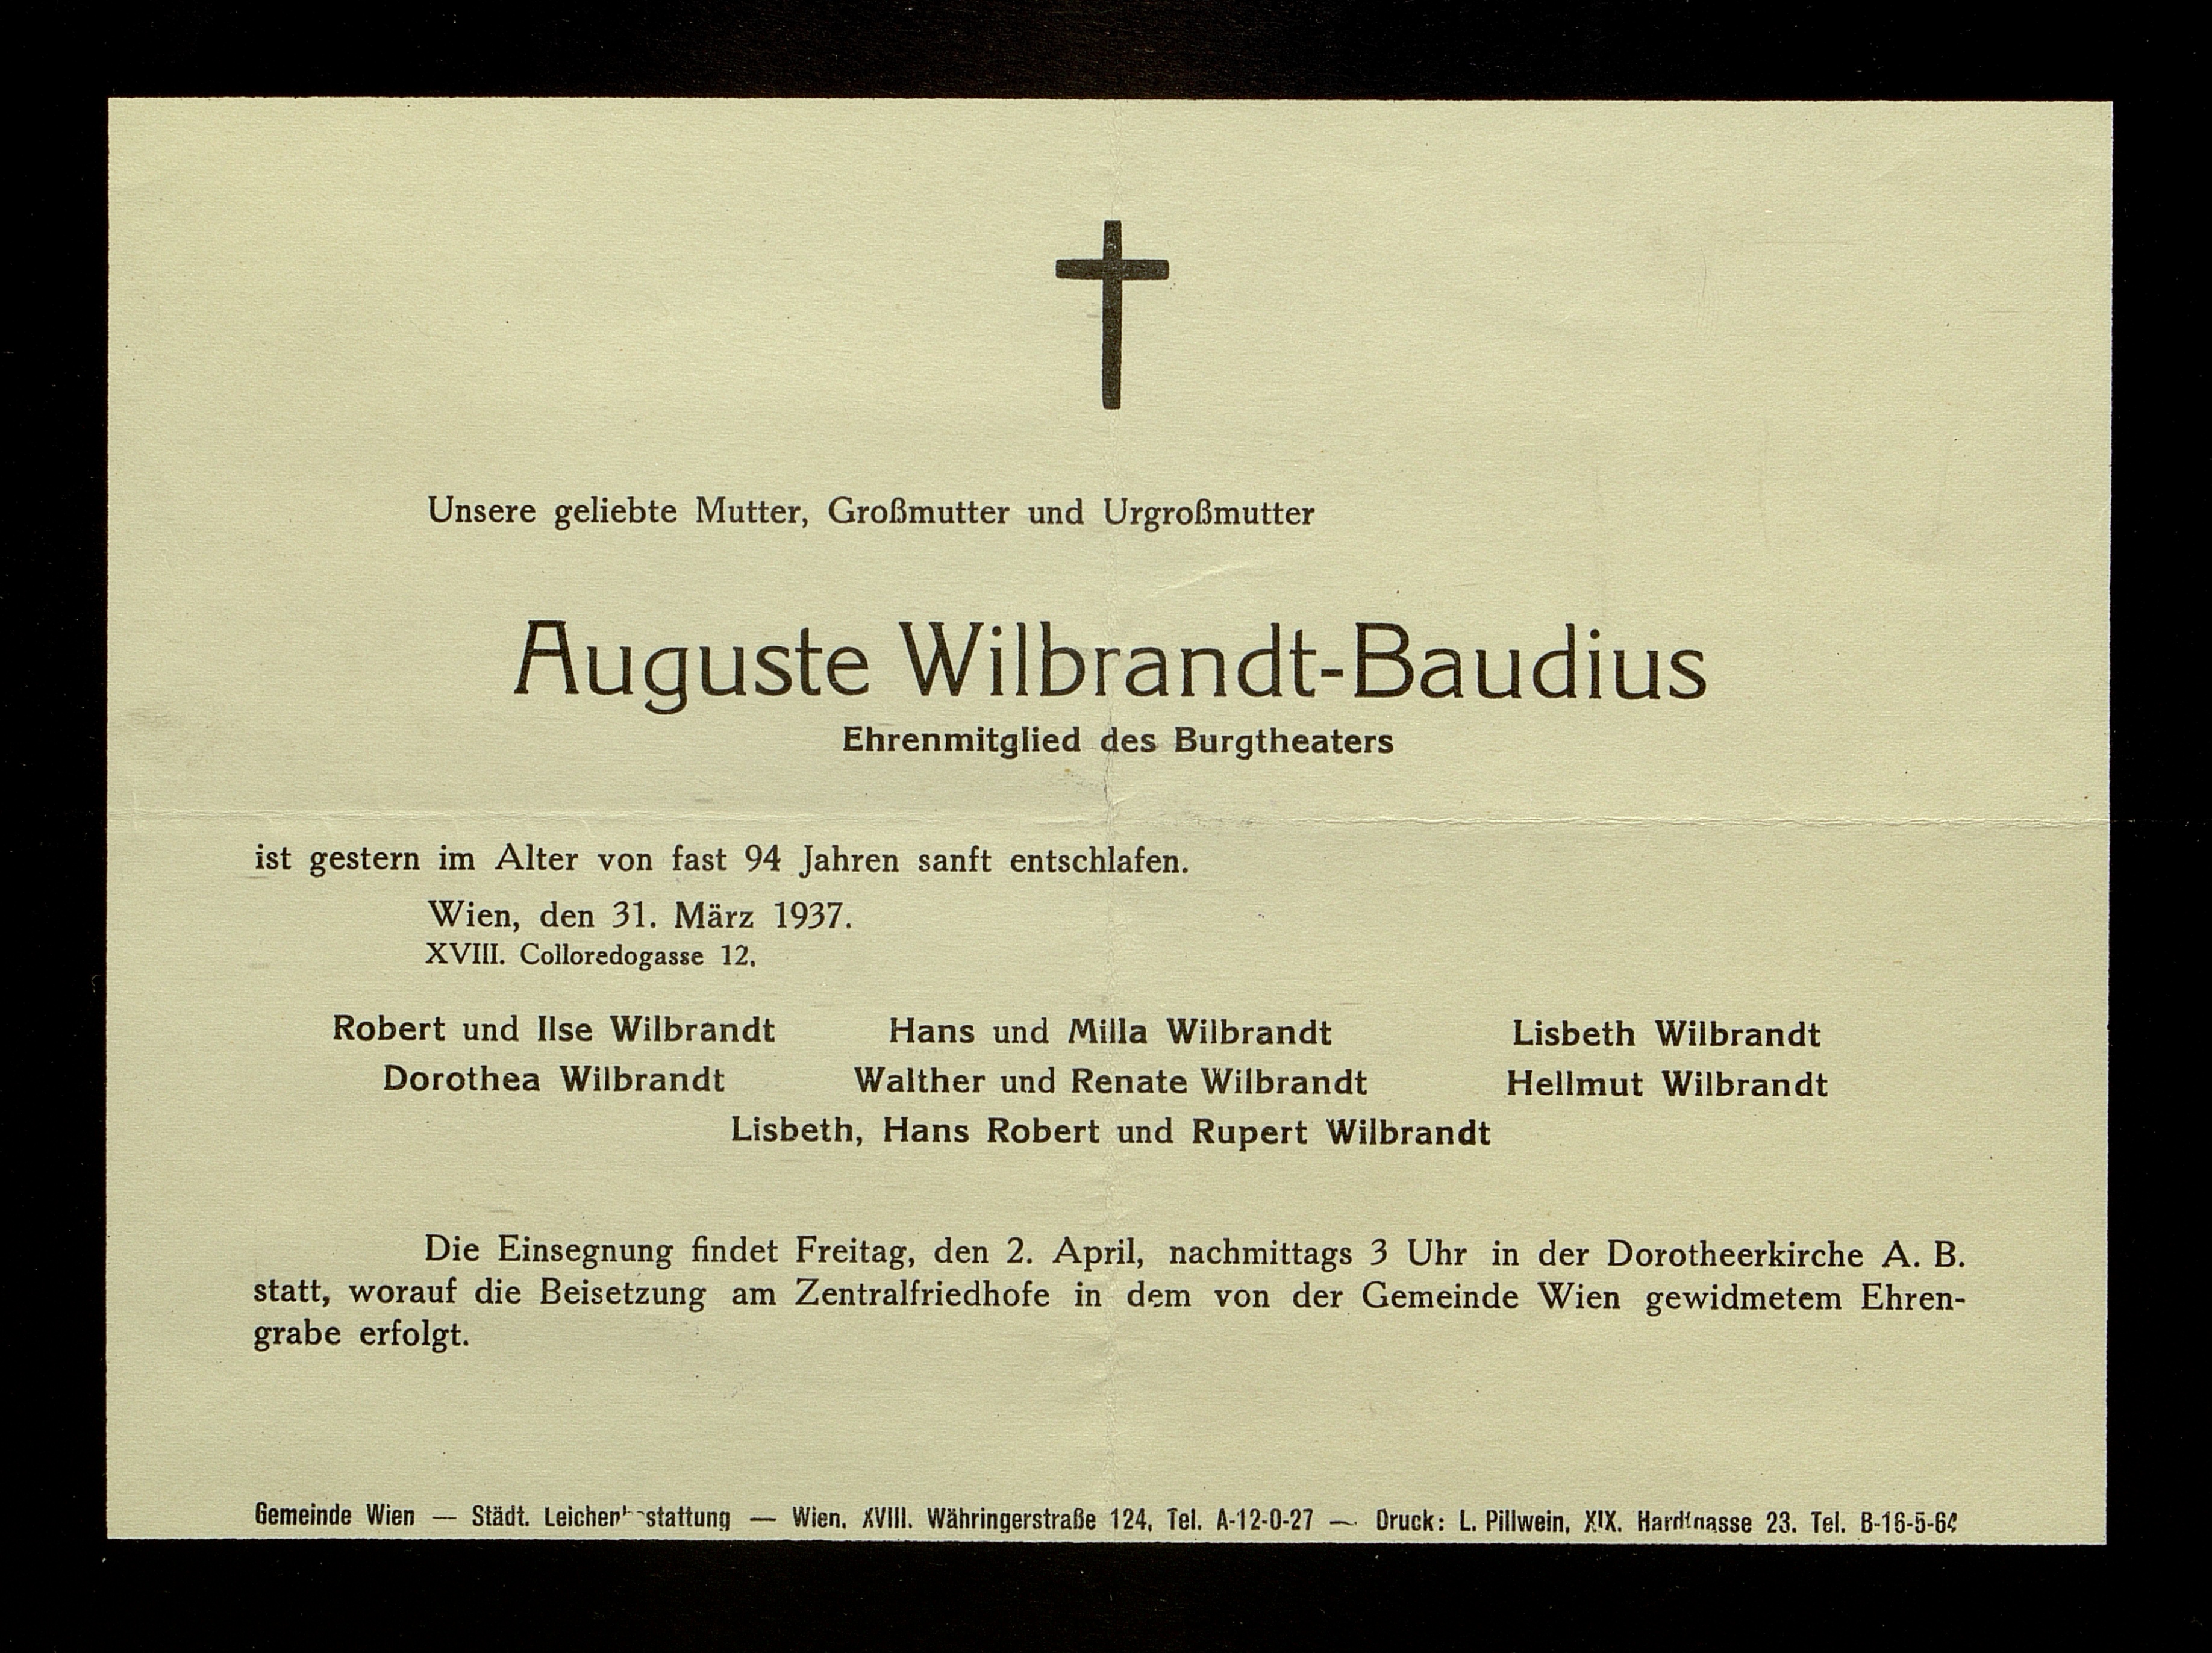 Unsere geliebte Mutter, Großmutter und Urgroßmutter
Auguste Wilbrandt-Baudius
Ehrenmitglied des Burgtheaters
ist gestern im Alter von fast 94 Jahren sanft entschlafen.
Wien, den 31. März 1937.
XVIII. Colloredogasse 12.
Robert und Ilse Wilbrandt Hans und Milla Wilbrandt Lisbeth Wilbrandt
Dorothea Wilbrandt Walther und Renate Wilbrandt Hellmut Wilbrandt
Lisbeth, Hans Robert und Rupert Wilbrandt
Die Einsegnung findet Freitag, den 2. April, nachmittags 3 Uhr in der Dorotheerkirche A. B.
statt, worauf die Beisetzung am Zentralfriedhofe in dem von der Gemeinde Wien gewidmetem Ehren-
grabe erfolgt.
Gemeinde Wien — Städt. Leichenbestattung — Wien. XVIII. Währingerstraße 124, Tel. A-12-0-27 — Druck: L. Pillwein, XIX. Hardtgasse 23. Tel. B-16-5-64